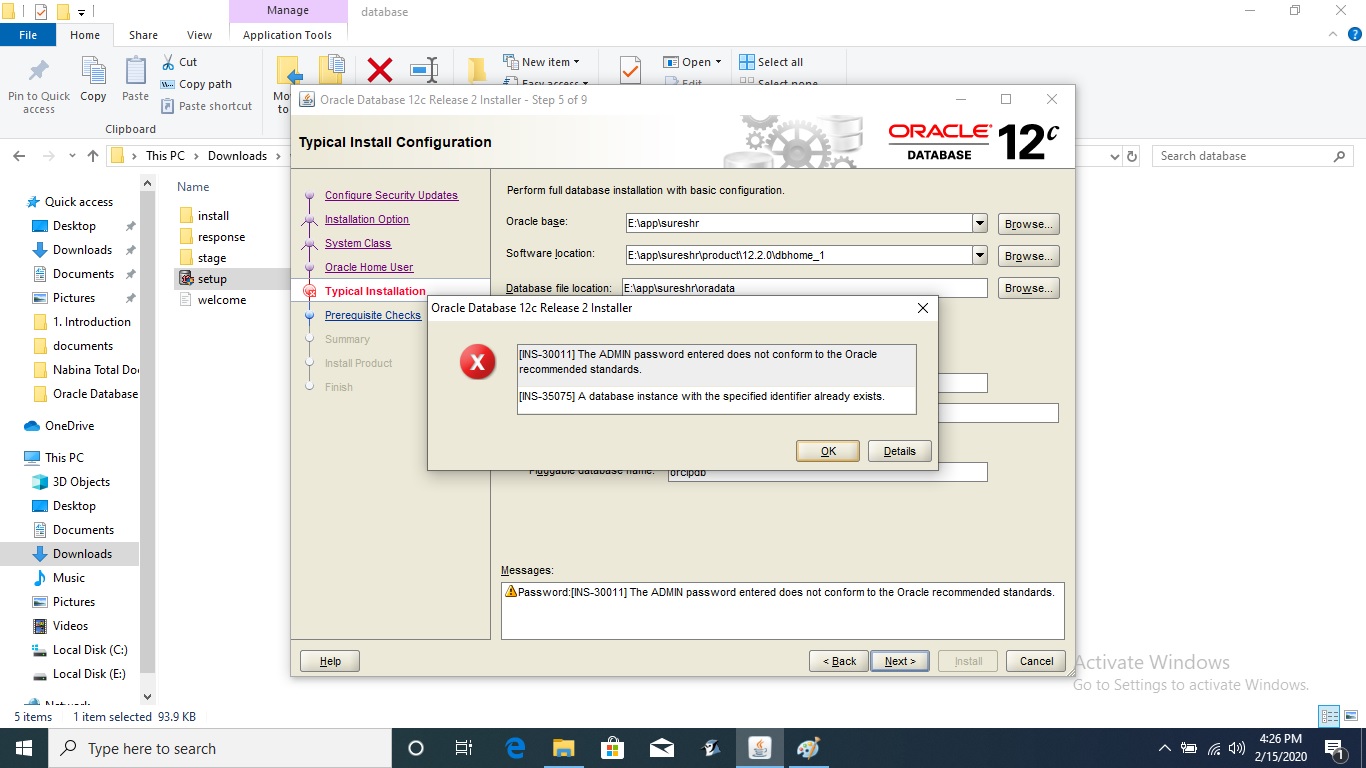 Manage
database
File
Home
Share
View
Application Tools
Pin to Quick
access
Copy
Paste
Cut
Copy path
Paste shortcut
Clipboard
to
New item
Easy access
Open
Edit
Select all
Select none
This PC
Downloads
Search database
Quick access
Desktop
Downloads
Documents
Pictures
1. Introduction
documents
Nabina Total Do
Oracle Database
OneDrive
This PC
3D Objects
Desktop
Documents
Downloads
Music
Pictures
Videos
Local Disk (C:)
Local Disk (E:)
Network
Name
install
response
stage
setup
welcome
Oracle Database 12c Release 2 Installer - Step 5 of 9
Typical Install Configuration
ORACLE
DATABASE
12c
Configure Security Updates
Installation Option
System Class
Oracle Home User
Typical Installation
Prerequisite Checks
Summary
Install Product
Finish
Perform full database installation with basic configuration.
Oracle base:
E:\app\sureshr
Browse...
Software location:
E:\app\sureshr\product\12.2.0\dbhome_1
Browse...
Database file location:
E:\app\sureshr\oradata
Browse...
Oracle Database 12c Release 2 Installer
[INS-30011] The ADMIN password entered does not conform to the Oracle
recommended standards.
[INS-35075] A database instance with the specified identifier already exists.
OK
Details
Pluggable database name:
orclpdb
Messages:
Password:[INS-30011] The ADMIN password entered does not conform to the Oracle recommended standards.
Help
< Back
Next >
Install
Cancel
Activate Windows
Go to Settings to activate Windows.
5 items
1 item selected 93.9 KB
Type here to search
4:26 PM
2/15/2020
1